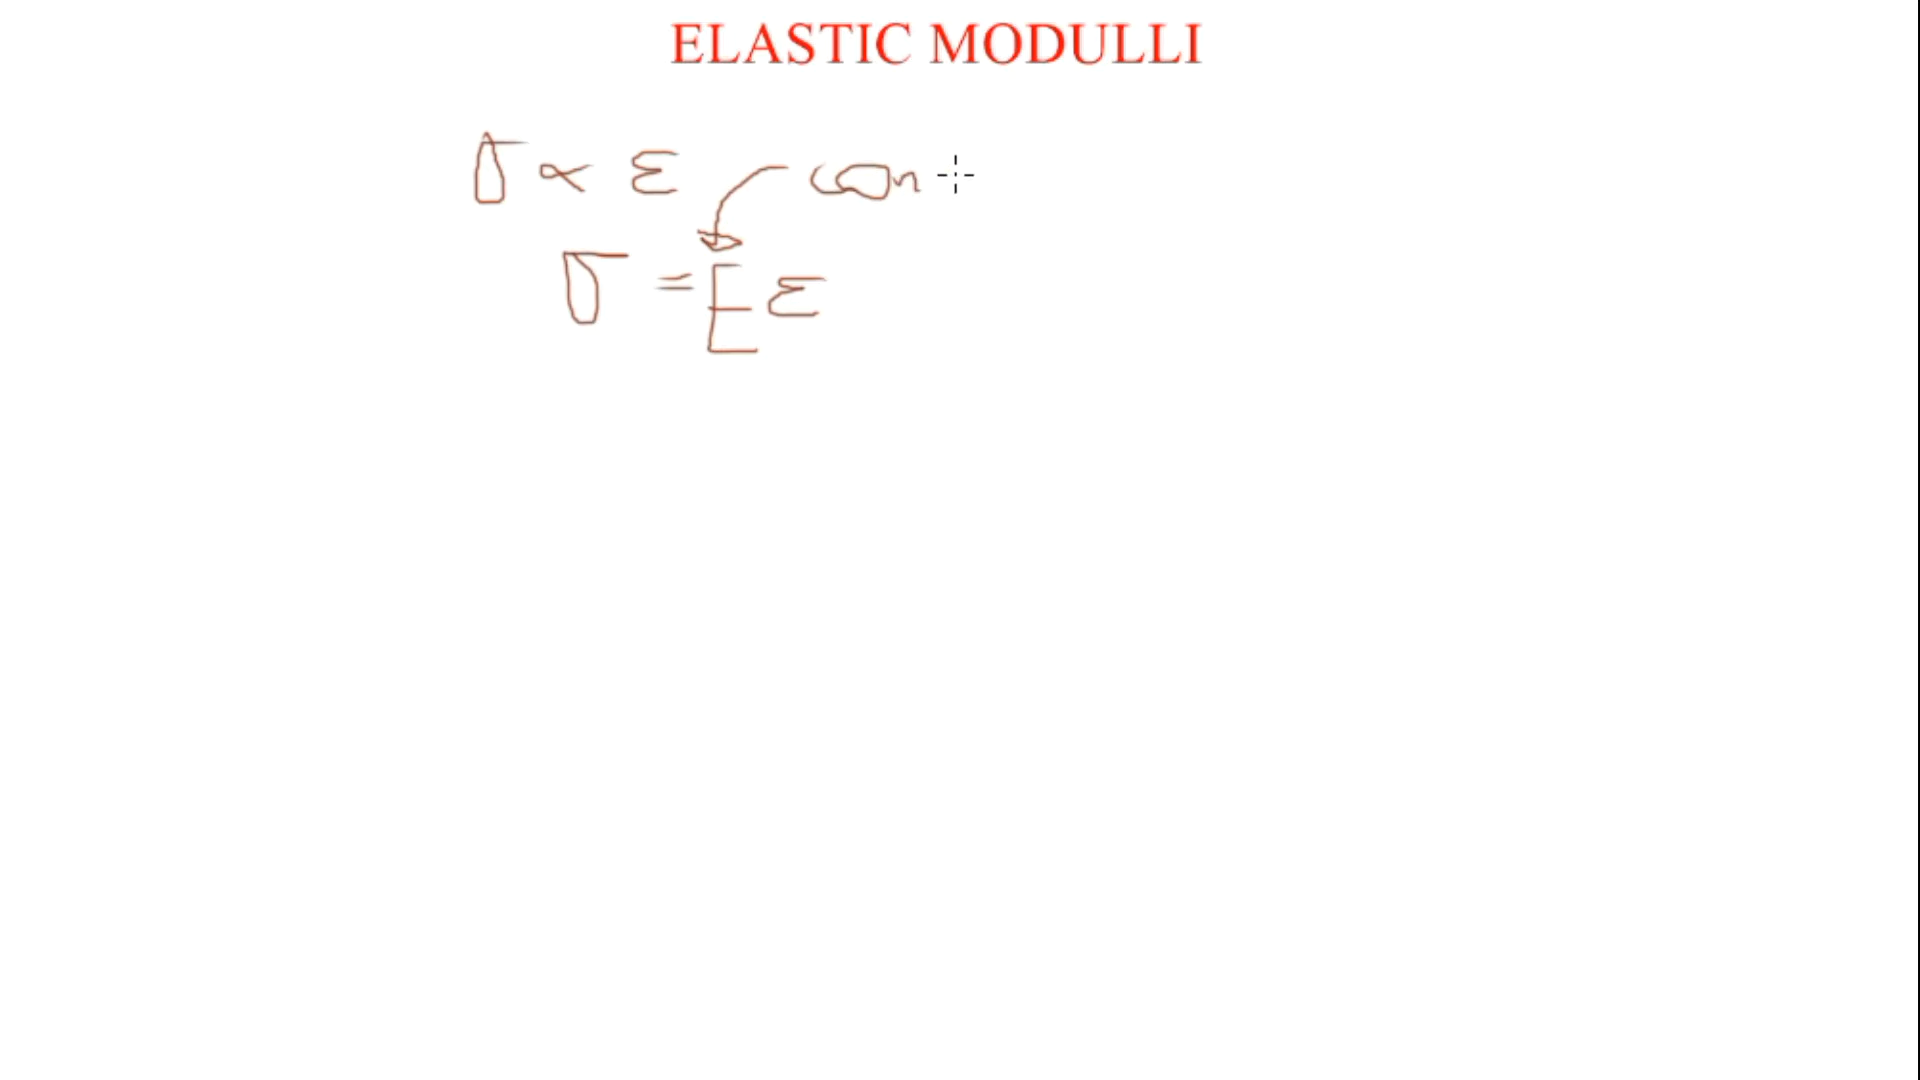 ELASTIC MODULLI
σ ∝ ε con
σ = E ε